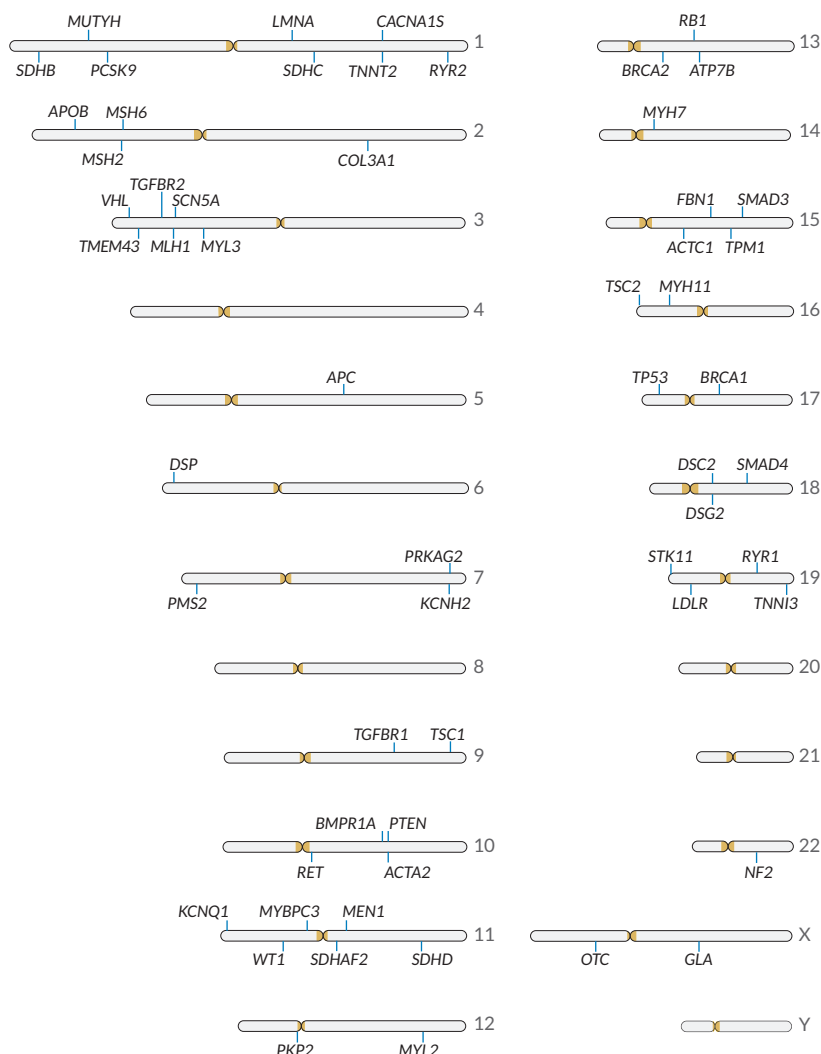 MUTYH LMNA CACNA1S
1
SDHB PCSK9 SDHC TNNT2 RYR2
APOB MSH6
2
MSH2 COL3A1
TGFBR2
VHL SCN5A
3
TMEM43 MLH1 MYL3
4
APC
5
DSP
6
PRKAG2
7
PMS2 KCNH2
8
TGFBR1 TSC1
9
BMPR1A PTEN
10
RET ACTA2
KCNQ1 MYBPC3 MEN1
11
WT1 SDHAF2 SDHD
12
PKP2 MYL2
RB1
13
BRCA2 ATP7B
MYH7
14
FBN1 SMAD3
15
ACTC1 TPM1
TSC2 MYH11
16
TP53 BRCA1
17
DSC2 SMAD4
18
DSG2
STK11 RYR1
19
LDLR TNNI3
20
21
22
NF2
X
OTC GLA
Y